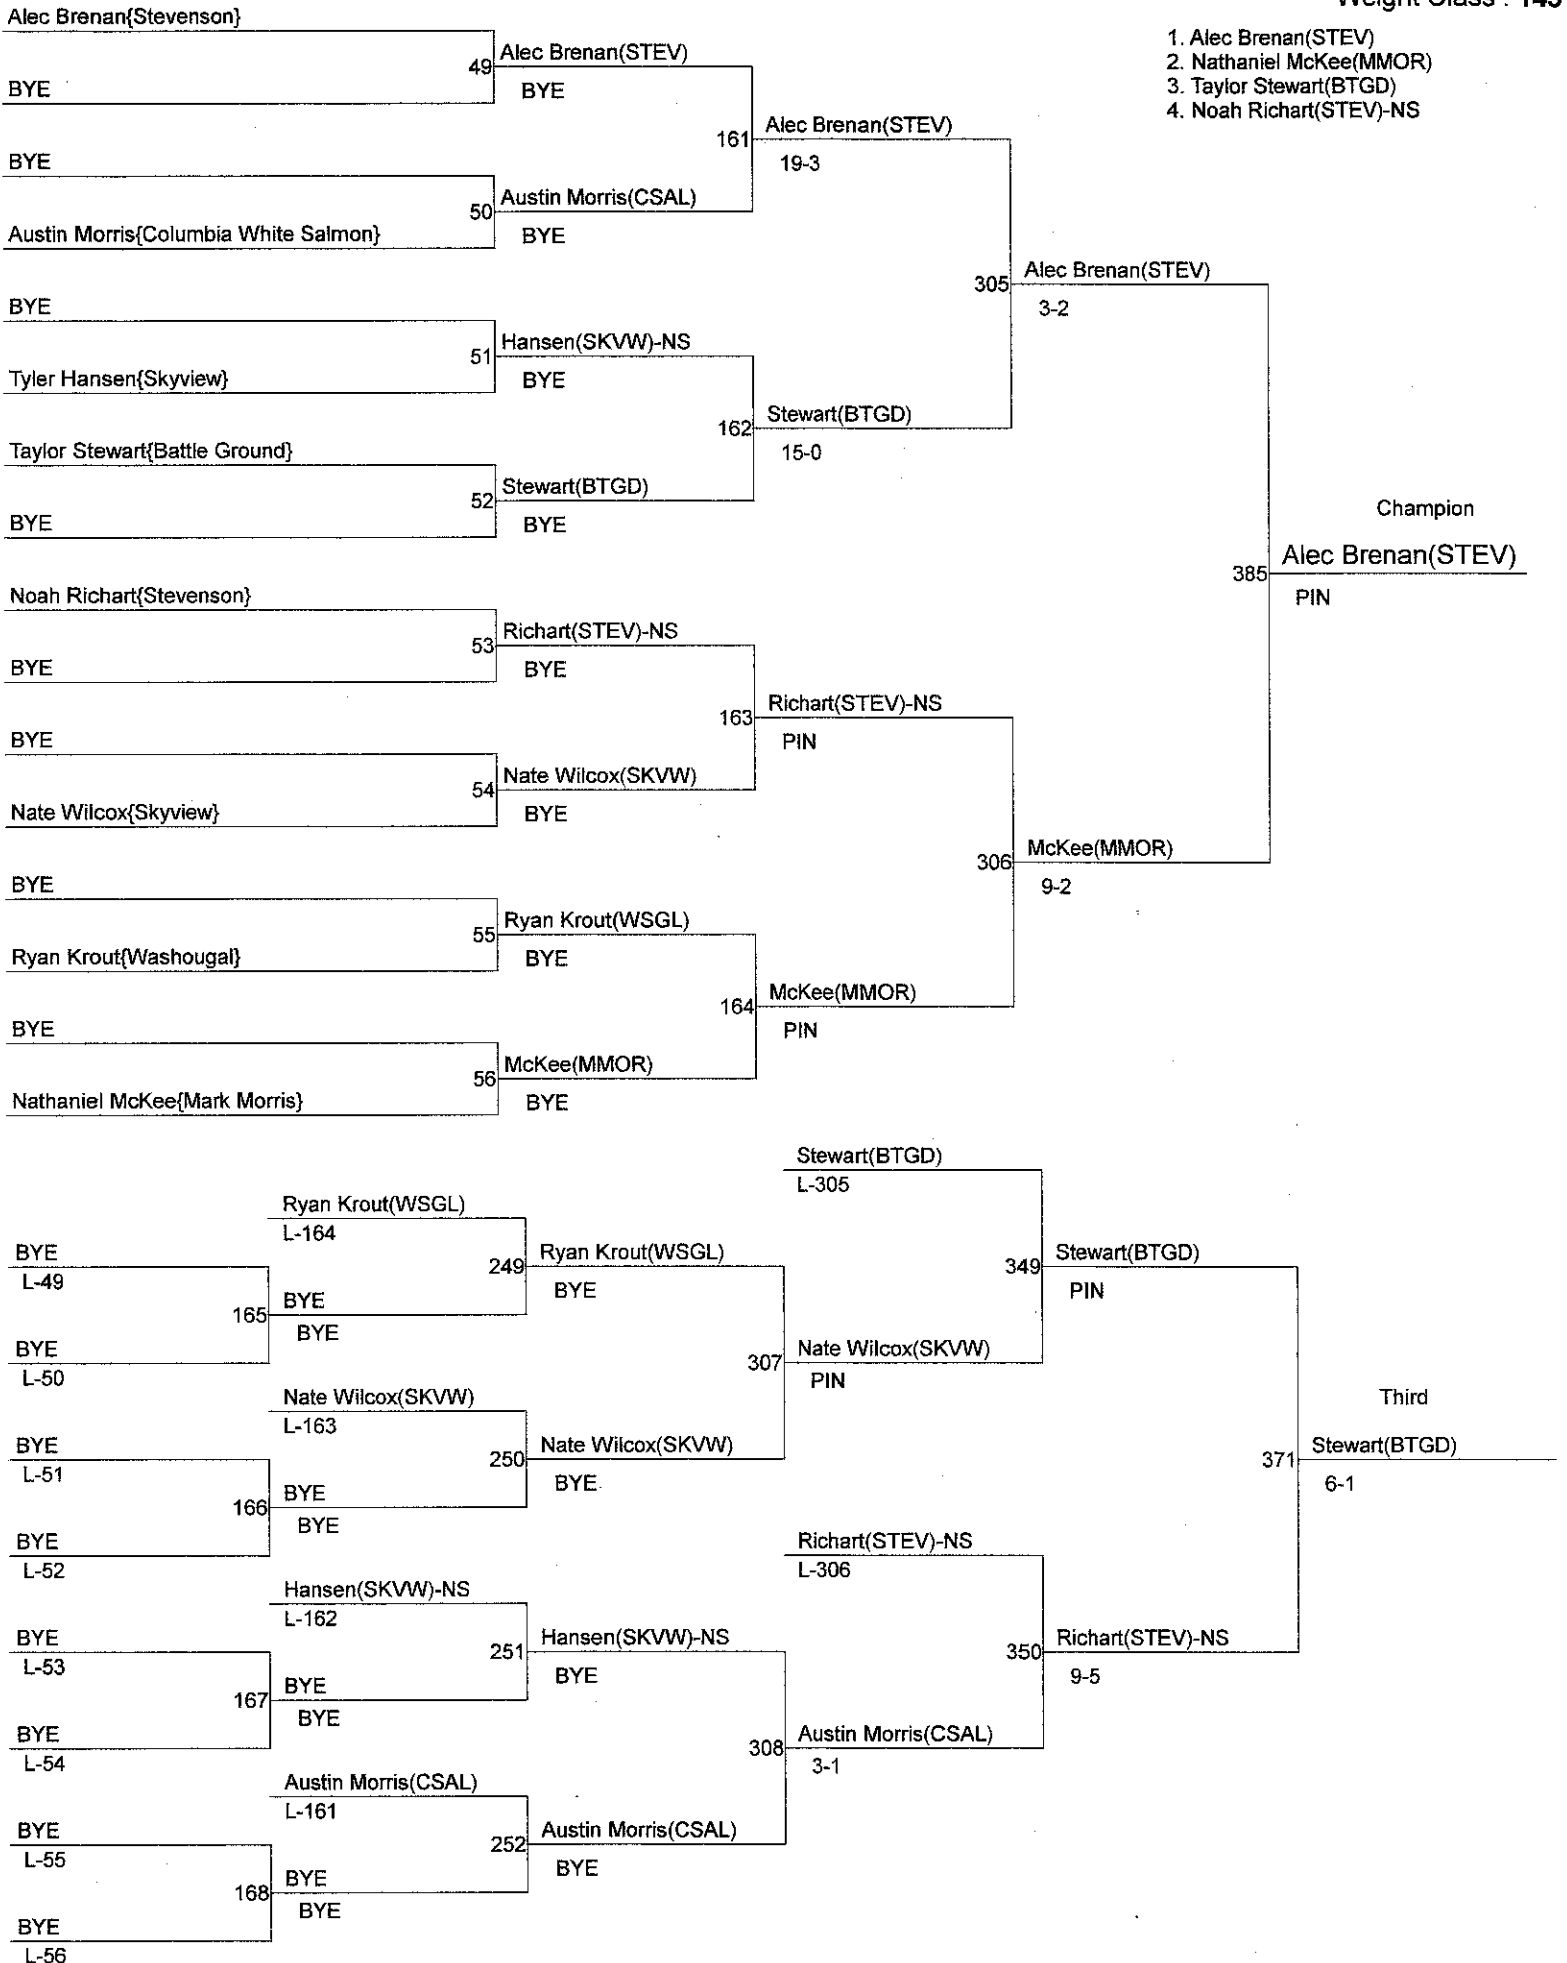 Weight Class : 145
1. Alec Brenan(STEV)
2. Nathaniel McKee(MMOR)
3. Taylor Stewart(BTGD)
4. Noah Richart(STEV)-NS
Alec Brenan{Stevenson}
49
Alec Brenan(STEV)
BYE
BYE
161
Alec Brenan(STEV)
19-3
BYE
50
Austin Morris(CSAL)
BYE
Austin Morris{Columbia White Salmon}
305
Alec Brenan(STEV)
3-2
BYE
51
Hansen(SKVW)-NS
BYE
Tyler Hansen{Skyview}
162
Stewart(BTGD)
15-0
Taylor Stewart{Battle Ground}
52
Stewart(BTGD)
BYE
BYE
Champion
385
Alec Brenan(STEV)
PIN
Noah Richart{Stevenson}
53
Richart(STEV)-NS
BYE
BYE
163
Richart(STEV)-NS
PIN
BYE
54
Nate Wilcox(SKVW)
BYE
Nate Wilcox{Skyview}
306
McKee(MMOR)
9-2
BYE
55
Ryan Krout(WSGL)
BYE
Ryan Krout{Washougal}
164
McKee(MMOR)
PIN
BYE
56
McKee(MMOR)
BYE
Nathaniel McKee{Mark Morris}
Stewart(BTGD)
L-305
Ryan Krout(WSGL)
L-164
BYE
L-49
249
Ryan Krout(WSGL)
BYE
349
Stewart(BTGD)
PIN
165
BYE
BYE
BYE
L-50
307
Nate Wilcox(SKVW)
PIN
Nate Wilcox(SKVW)
L-163
Third
BYE
L-51
250
Nate Wilcox(SKVW)
BYE
371
Stewart(BTGD)
6-1
166
BYE
BYE
BYE
L-52
Richart(STEV)-NS
L-306
Hansen(SKVW)-NS
L-162
BYE
L-53
251
Hansen(SKVW)-NS
BYE
350
Richart(STEV)-NS
9-5
167
BYE
BYE
BYE
L-54
308
Austin Morris(CSAL)
3-1
Austin Morris(CSAL)
L-161
BYE
L-55
252
Austin Morris(CSAL)
BYE
168
BYE
BYE
BYE
L-56